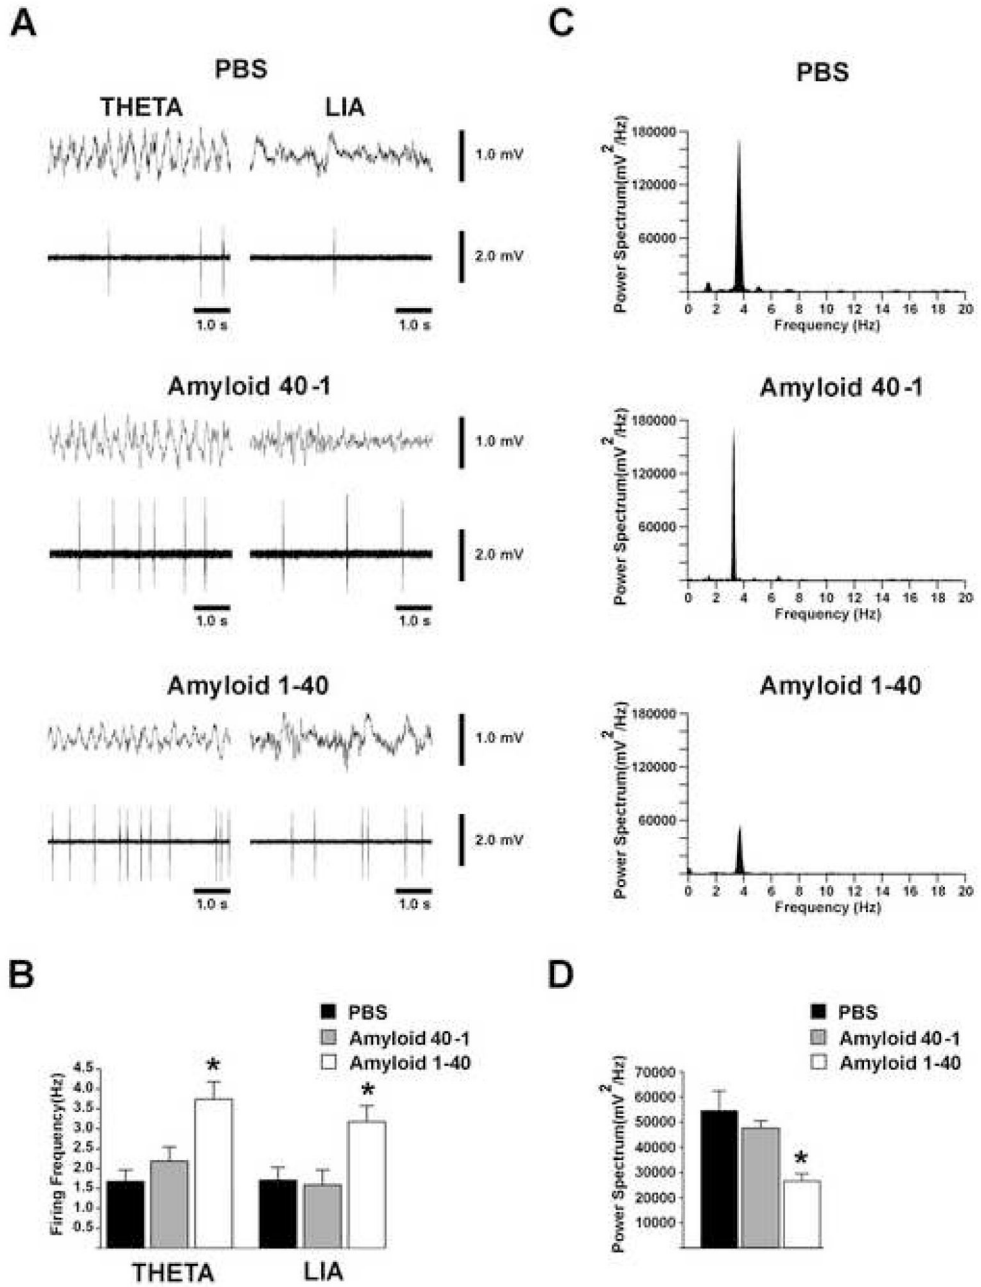 A
PBS
THETA LIA
1.0 mV
2.0 mV
1.0 s 1.0 s
Amyloid 40-1
1.0 mV
2.0 mV
1.0 s 1.0 s
Amyloid 1-40
1.0 mV
2.0 mV
1.0 s 1.0 s
C
PBS
Power Spectrum(mV2/Hz)
180000
120000
60000
0 2 4 6 8 10 12 14 16 18 20
Frequency (Hz)
Amyloid 40-1
Power Spectrum(mV2/Hz)
180000
120000
60000
0 2 4 6 8 10 12 14 16 18 20
Frequency (Hz)
Amyloid 1-40
Power Spectrum(mV2/Hz)
180000
120000
60000
0 2 4 6 8 10 12 14 16 18 20
Frequency (Hz)
B
PBS
Amyloid 40-1
Amyloid 1-40
Firing Frequency(Hz)
4.5
4.0
3.5
3.0
2.5
2.0
1.5
1.0
0.5
*
*
THETA LIA
D
PBS
Amyloid 40-1
Amyloid 1-40
Power Spectrum(mV2/Hz)
70000
60000
50000
40000
30000
20000
10000
*